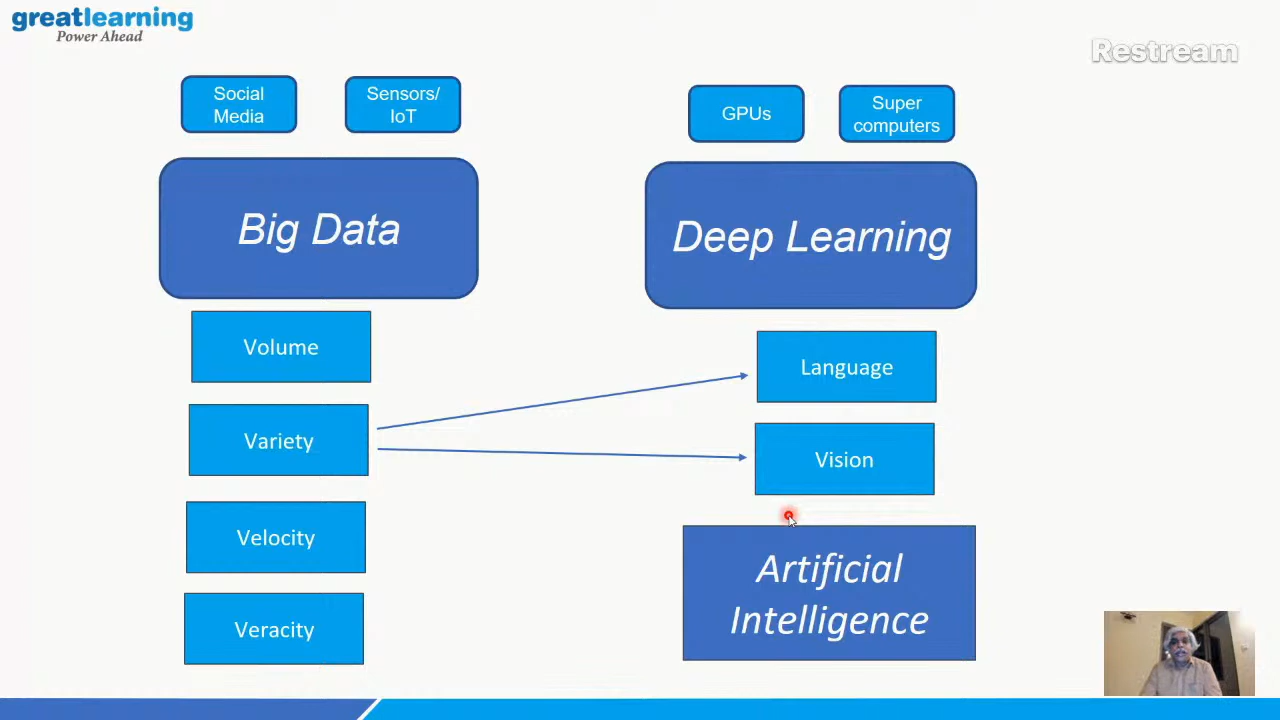 greatlearning
Power Ahead
Restream
Social
Media
Sensors/
IoT
GPUs
Super
computers
Big Data
Deep Learning
Volume
Language
Variety
Vision
Velocity
Artificial
Intelligence
Veracity